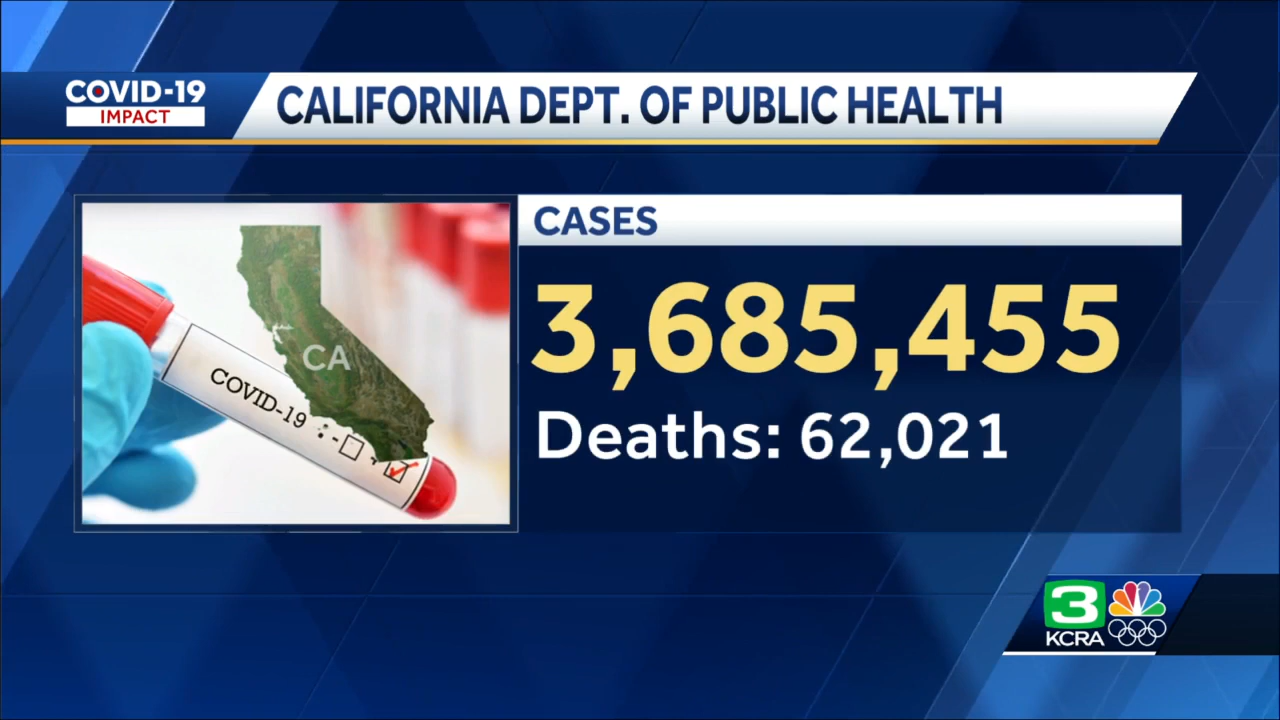 COVID-19
IMPACT
CALIFORNIA DEPT. OF PUBLIC HEALTH
CASES
3,685,455
Deaths: 62,021
CA
COVID-19
3
KCRA